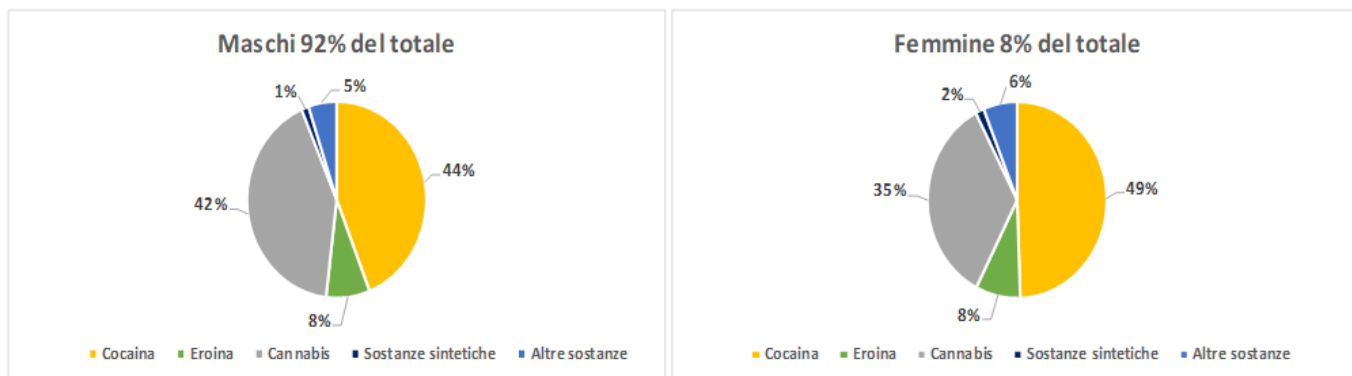 Maschi 92% del totale
1%
5%
44%
42%
8%
Cocaina Eroina Cannabis Sostanze sintetiche Altre sostanze
Femmine 8% del totale
2%
6%
35%
49%
8%
Cocaina Eroina Cannabis Sostanze sintetiche Altre sostanze